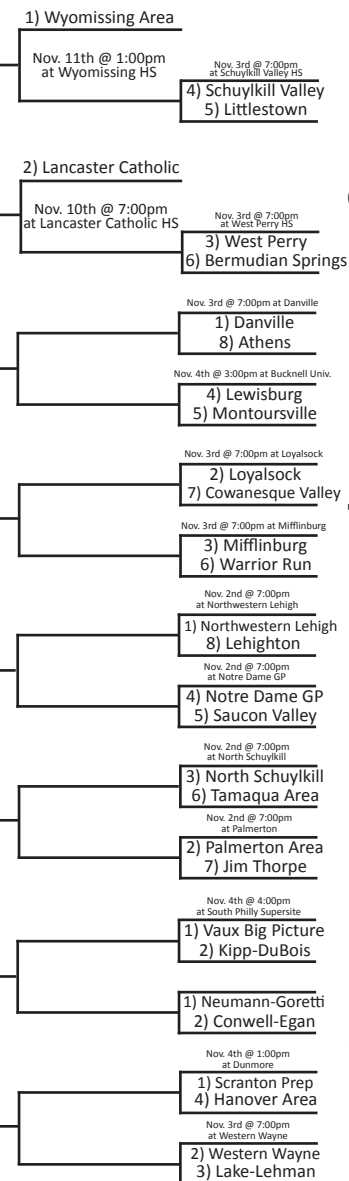 1) Wyomissing Area
Nov. 11th @ 1:00pm
at Wyomissing HS
Nov. 3rd @ 7:00pm
at Schuylkill Valley HS
4) Schuylkill Valley
5) Littlestown
2) Lancaster Catholic
Nov. 10th @ 7:00pm
at Lancaster Catholic HS
Nov. 3rd @ 7:00pm
at West Perry HS
3) West Perry
6) Bermudian Springs
Nov. 3rd @ 7:00pm at Danville
1) Danville
8) Athens
Nov. 4th @ 3:00pm at Bucknell Univ.
4) Lewisburg
5) Montoursville
Nov. 3rd @ 7:00pm at Loyalsock
2) Loyalsock
7) Cowanesque Valley
Nov. 3rd @ 7:00pm at Mifflinburg
3) Mifflinburg
6) Warrior Run
Nov. 2nd @ 7:00pm
at Northwestern Lehigh
1) Northwestern Lehigh
8) Lehighton
Nov. 2nd @ 7:00pm
at Notre Dame GP
4) Notre Dame GP
5) Saucon Valley
Nov. 2nd @ 7:00pm
at North Schuylkill
3) North Schuylkill
6) Tamaqua Area
Nov. 2nd @ 7:00pm
at Palmerton
2) Palmerton Area
7) Jim Thorpe
Nov. 4th @ 4:00pm
at South Philly Supersite
1) Vaux Big Picture
2) Kipp-DuBois
1) Neumann-Goretti
2) Conwell-Egan
Nov. 4th @ 1:00pm
at Dunmore
1) Scranton Prep
4) Hanover Area
Nov. 3rd @ 7:00pm
at Western Wayne
2) Western Wayne
3) Lake-Lehman